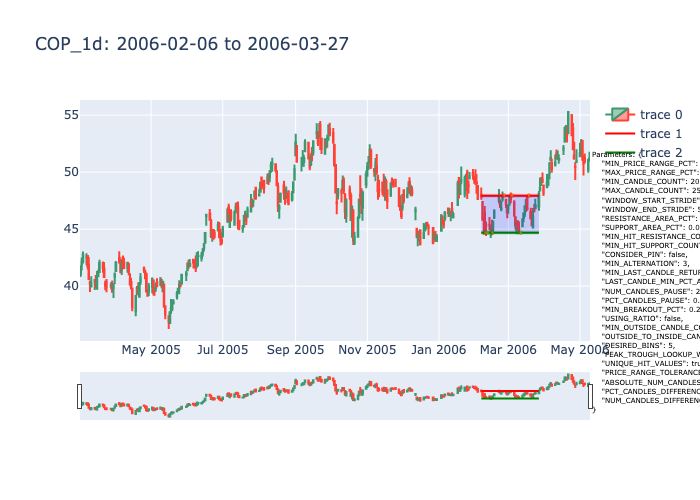 COP_1d: 2006-02-06 to 2006-03-27
trace 0
trace 1
trace 2
55
50
45
40
May 2005
Jul 2005
Sep 2005
Nov 2005
Jan 2006
Mar 2006
May 2006
Parameters: {
"MIN_PRICE_RANGE_PCT":
"MAX_PRICE_RANGE_PCT":
"MIN_CANDLE_COUNT": 20
"MAX_CANDLE_COUNT": 25
"WINDOW_START_STRIDE"
"WINDOW_END_STRIDE": 5
"RESISTANCE_AREA_PCT":
"SUPPORT_AREA_PCT": 0.0
"MIN_HIT_RESISTANCE_CO
"MIN_HIT_SUPPORT_COUN
"CONSIDER_PIN": false,
"MIN_ALTERNATION": 3,
"MIN_LAST_CANDLE_RETUR
"LAST_CANDLE_MIN_PCT_A
"NUM_CANDLES_PAUSE": 2
"PCT_CANDLES_PAUSE": 0.
"MIN_BREAKOUT_PCT": 0.2
"USING_RATIO": false,
"MIN_OUTSIDE_CANDLE_CO
"OUTSIDE_TO_INSIDE_CAN
"DESIRED_BINS": 5,
"PEAK_TROUGH_LOOKUP_W
"UNIQUE_HIT_VALUES": tru
"PRICE_RANGE_TOLERANC
"ABSOLUTE_NUM_CANDLES
"PCT_CANDLES_DIFFERENC
"NUM_CANDLES_DIFFEREN
}